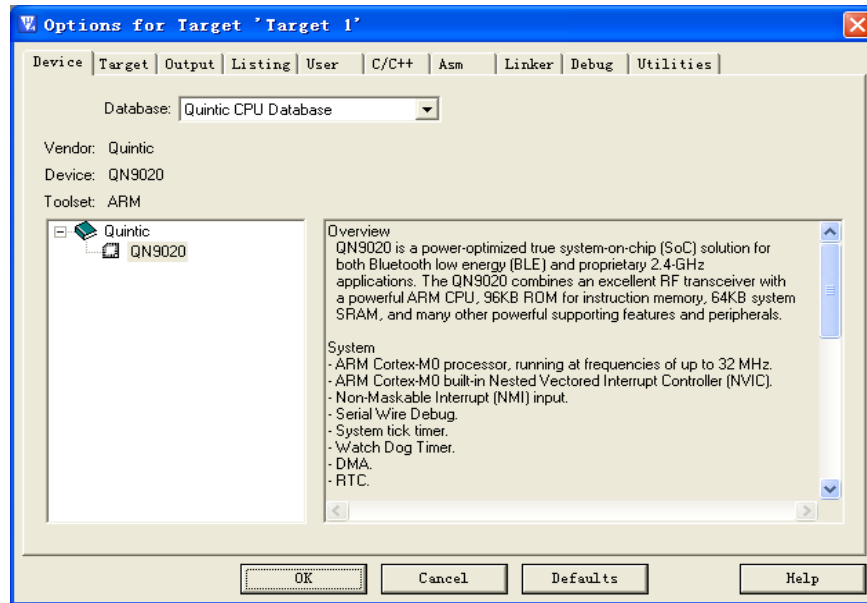 Options for Target 'Target 1'
Device Target Output Listing User C/C++ Asm Linker Debug Utilities
Database: Quintic CPU Database
Vendor: Quintic
Device: QN9020
Toolset: ARM
Quintic
QN9020
Overview
QN9020 is a power-optimized true system-on-chip (SoC) solution for
both Bluetooth low energy (BLE) and proprietary 2.4-GHz
applications. The QN9020 combines an excellent RF transceiver with
a powerful ARM CPU, 96KB ROM for instruction memory, 64KB system
SRAM, and many other powerful supporting features and peripherals.
System
- ARM Cortex-M0 processor, running at frequencies of up to 32 MHz.
- ARM Cortex-M0 built-in Nested Vectored Interrupt Controller (NVIC).
- Non-Maskable Interrupt (NMI) input.
- Serial Wire Debug.
- System tick timer.
- Watch Dog Timer.
- DMA.
- RTC.
OK Cancel Defaults Help